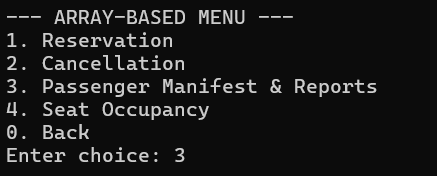 --- ARRAY-BASED MENU ---
1. Reservation
2. Cancellation
3. Passenger Manifest & Reports
4. Seat Occupancy
0. Back
Enter choice: 3